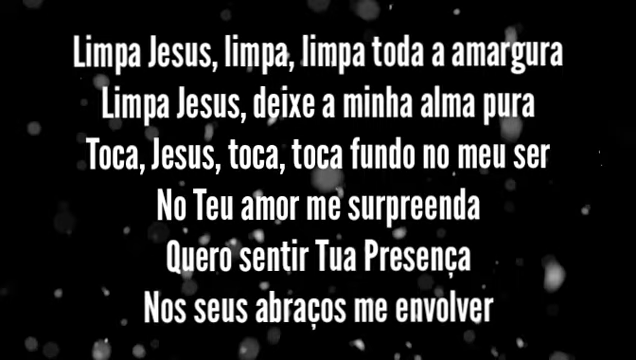 Limpa Jesus, limpa, limpa toda a amargura
Limpa Jesus, deixe a minha alma pura
Toca, Jesus, toca, toca fundo no meu ser
No Teu amor me surpreenda
Quero sentir Tua Presença
Nos seus abraços me envolver